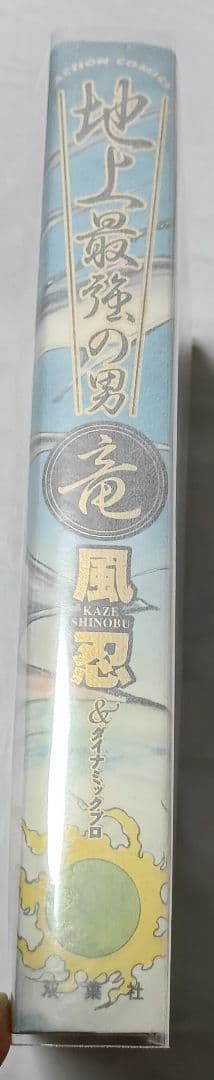 ACTION COMICS
地上最強の男
竜
風
KAZE
SHINOBU
忍
&ダイナミックプロ
双葉社